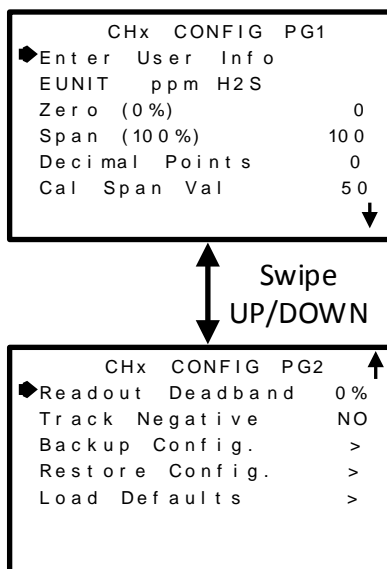 CHx CONFIG PG1
Enter User Info
EUNIT ppm H2S
Zero (0%) 0
Span (100%) 100
Decimal Points 0
Cal Span Val 50
Swipe
UP/DOWN
CHx CONFIG PG2
Readout Deadband 0%
Track Negative NO
Backup Config. >
Restore Config. >
Load Defaults >